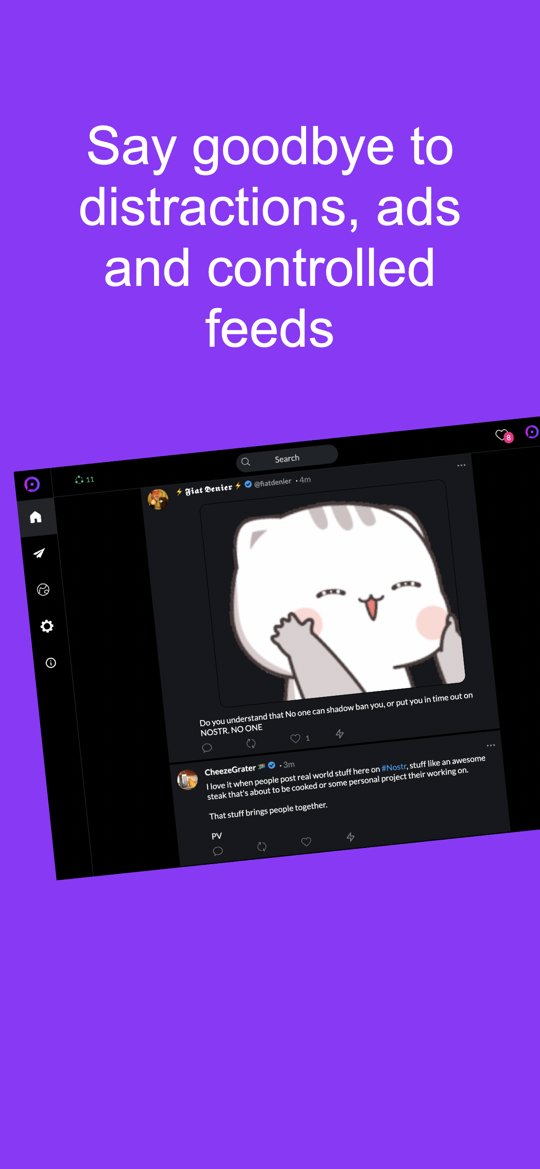 Say goodbye to
distractions, ads
and controlled
feeds
11
Search
8
⚡ 𝕱𝖎𝖆𝖙 𝕯𝖊𝖓𝖎𝖊𝖗 ⚡ @fiatdenier • 4m
Do you understand that No one can shadow ban you, or put you in time out on
NOSTR. NO ONE
1
CheezeGrater • 3m
I love it when people post real world stuff here on #Nostr, stuff like an awesome
steak that's about to be cooked or some personal project their working on.
That stuff brings people together.
PV